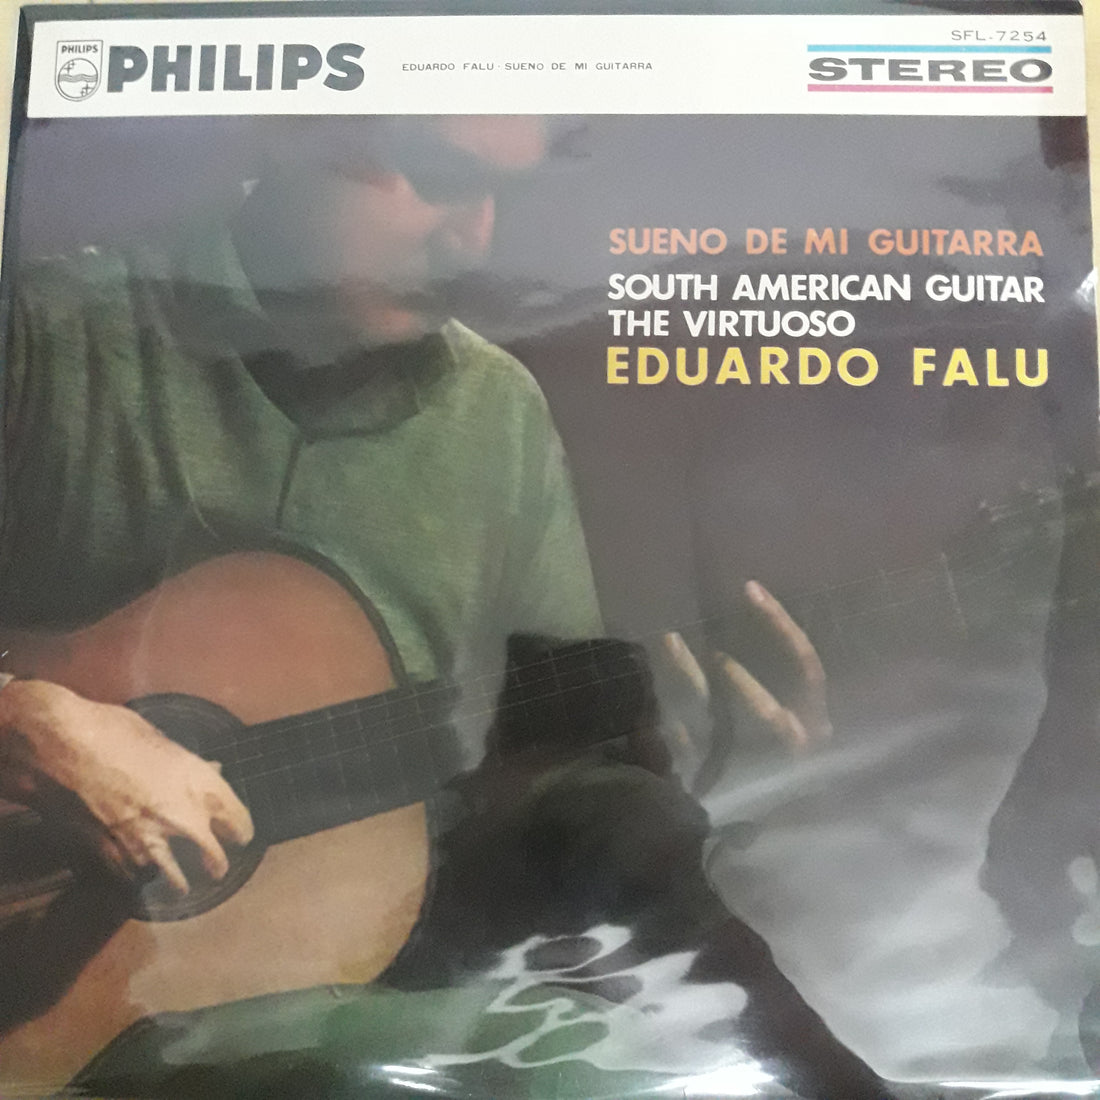 PHILIPS
PHILIPS
EDUARDO FALU · SUENO DE MI GUITARRA
SFL-7254
STEREO
SUENO DE MI GUITARRA
SOUTH AMERICAN GUITAR
THE VIRTUOSO
EDUARDO FALU